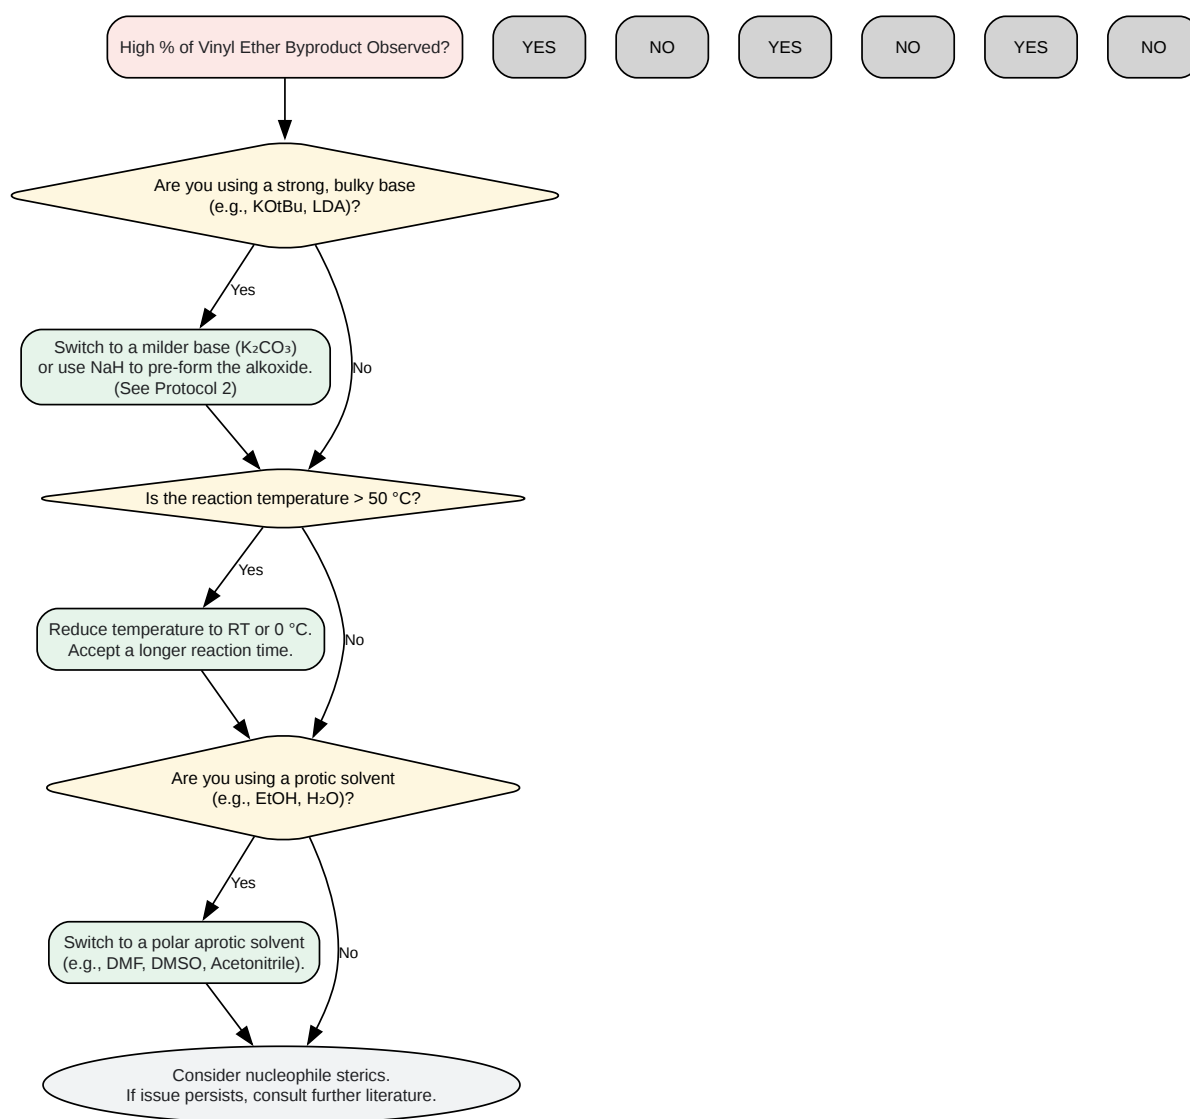 High % of Vinyl Ether Byproduct Observed?
YES
NO
YES
NO
YES
NO
Are you using a strong, bulky base
(e.g., KOtBu, LDA)?
Yes
Switch to a milder base (K₂CO₃)
or use NaH to pre-form the alkoxide.
(See Protocol 2)
No
Is the reaction temperature > 50 °C?
Yes
Reduce temperature to RT or 0 °C.
Accept a longer reaction time.
No
Are you using a protic solvent
(e.g., EtOH, H₂O)?
Yes
Switch to a polar aprotic solvent
(e.g., DMF, DMSO, Acetonitrile).
No
Consider nucleophile sterics.
If issue persists, consult further literature.